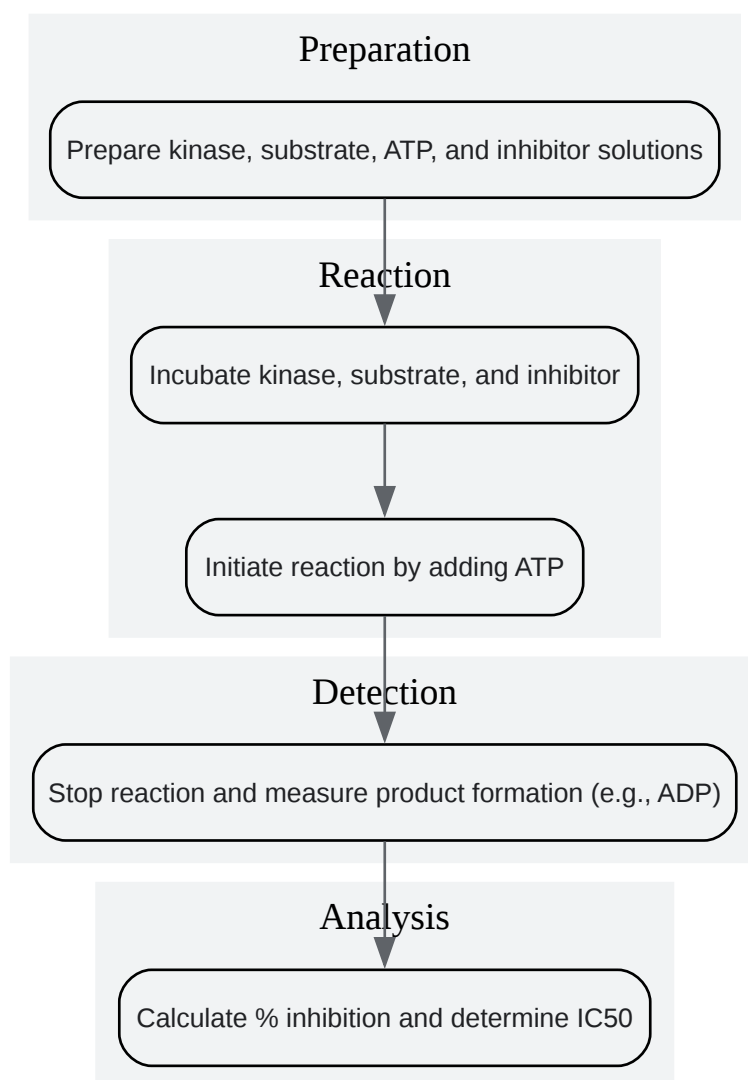 Preparation
Prepare kinase, substrate, ATP, and inhibitor solutions
Reaction
Incubate kinase, substrate, and inhibitor
Initiate reaction by adding ATP
Detection
Stop reaction and measure product formation (e.g., ADP)
Analysis
Calculate % inhibition and determine IC50